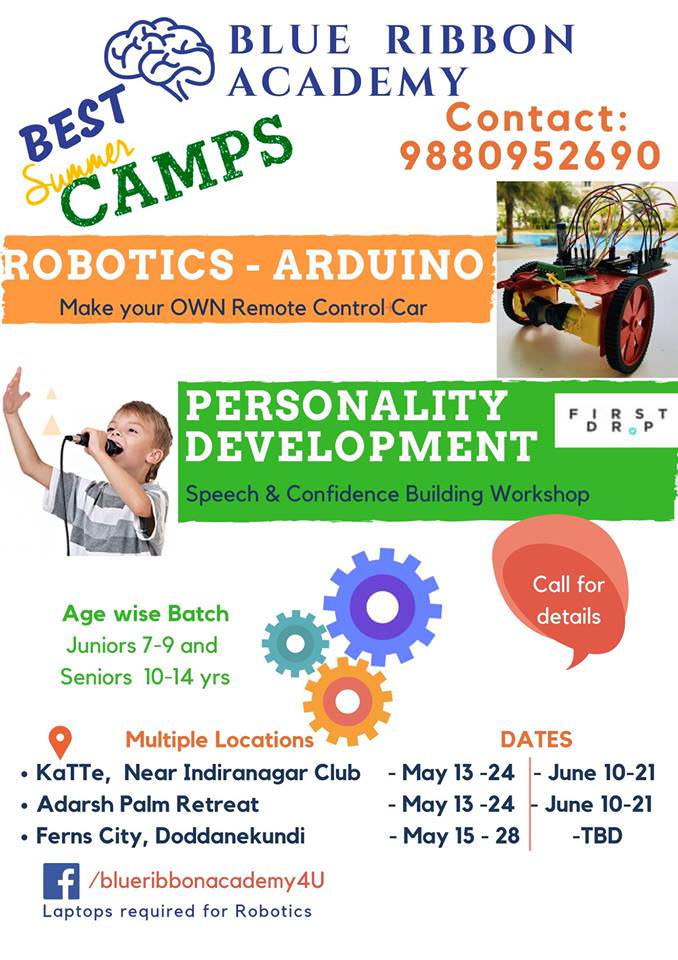 BLUE RIBBON
ACADEMY
BEST
Summer
CAMPS
Contact:
9880952690
ROBOTICS - ARDUINO
Make your OWN Remote Control Car
PERSONALITY
DEVELOPMENT
FIRST
DROP
Speech & Confidence Building Workshop
Call for
details
Age wise Batch
Juniors 7-9 and
Seniors 10-14 yrs
Multiple Locations DATES
• KaTTe, Near Indiranagar Club - May 13 -24 - June 10-21
• Adarsh Palm Retreat - May 13 -24 - June 10-21
• Ferns City, Doddanekundi - May 15 - 28 -TBD
f /blueribbonacademy4U
Laptops required for Robotics